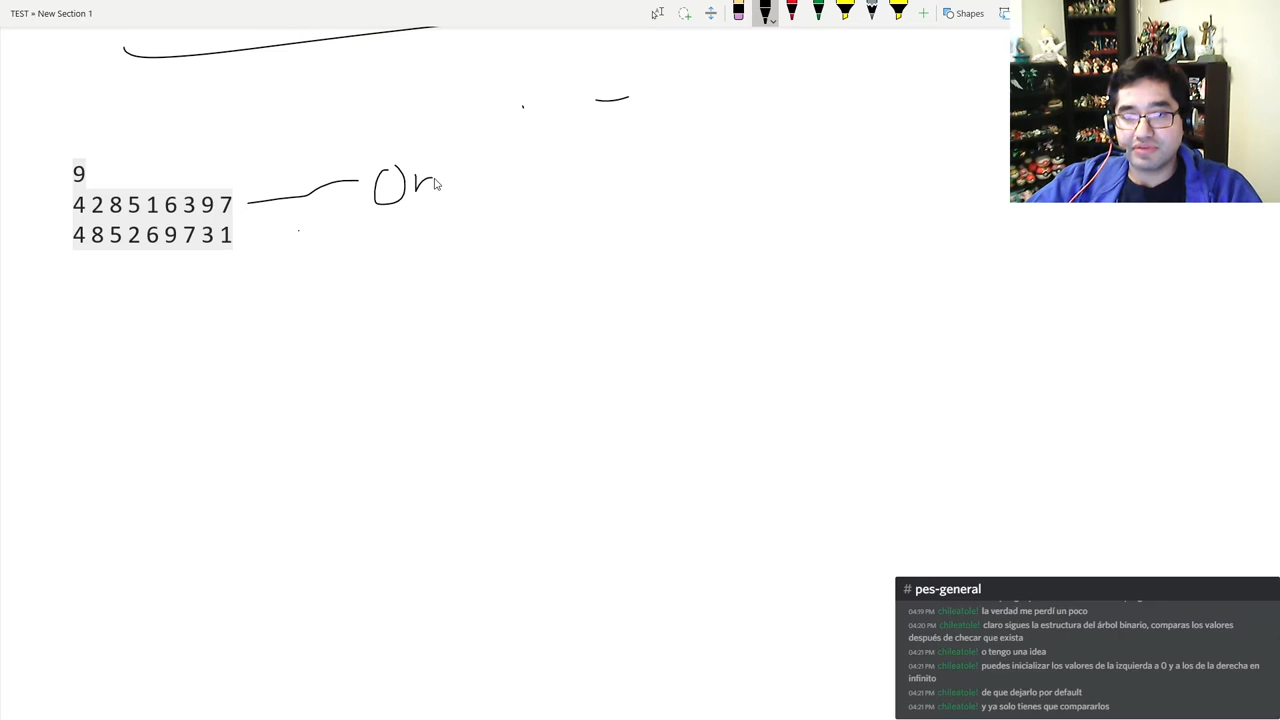 TEST » New Section 1
Shapes
9
4 2 8 5 1 6 3 9 7
4 8 5 2 6 9 7 3 1
Or
# pes-general
04:19 PM chileatole! la verdad me perdí un poco
04:20 PM chileatole! claro sigues la estructura del árbol binario, comparas los valores
después de checar que exista
04:21 PM chileatole! o tengo una idea
04:21 PM chileatole! puedes inicializar los valores de la izquierda a 0 y a los de la derecha en
infinito
04:21 PM chileatole! de que dejarlo por default
04:21 PM chileatole! y ya solo tienes que compararlos